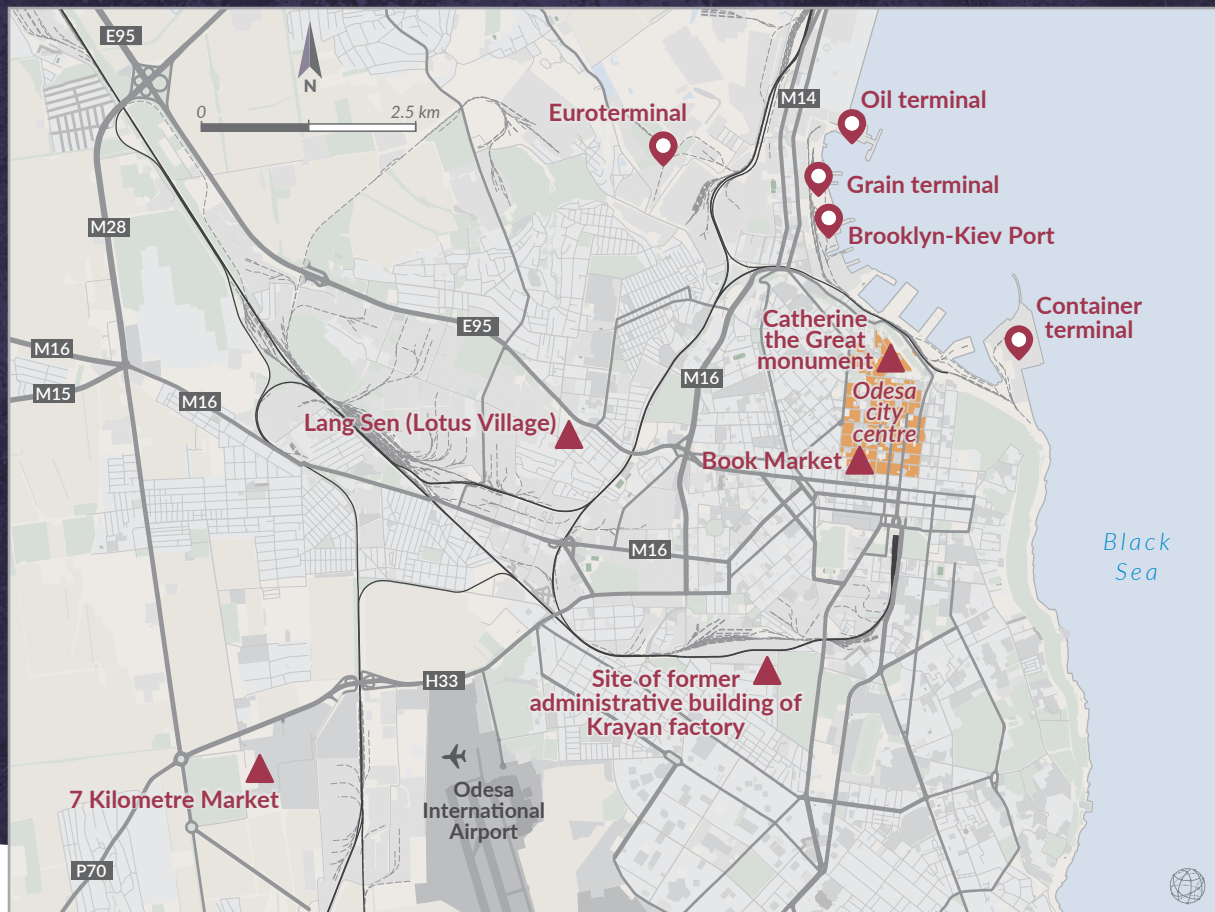 E95
N
0
2.5 km
M14
Oil terminal
Euroterminal
Grain terminal
M28
Brooklyn-Kiev Port
Container
terminal
E95
Catherine
the Great
monument
M16
M16
M15
M16
Odesa
city
centre
Lang Sen (Lotus Village)
Book Market
M16
Black
Sea
H33
Site of former
administrative building of
Krayan factory
7 Kilometre Market
Odesa
International
Airport
P70